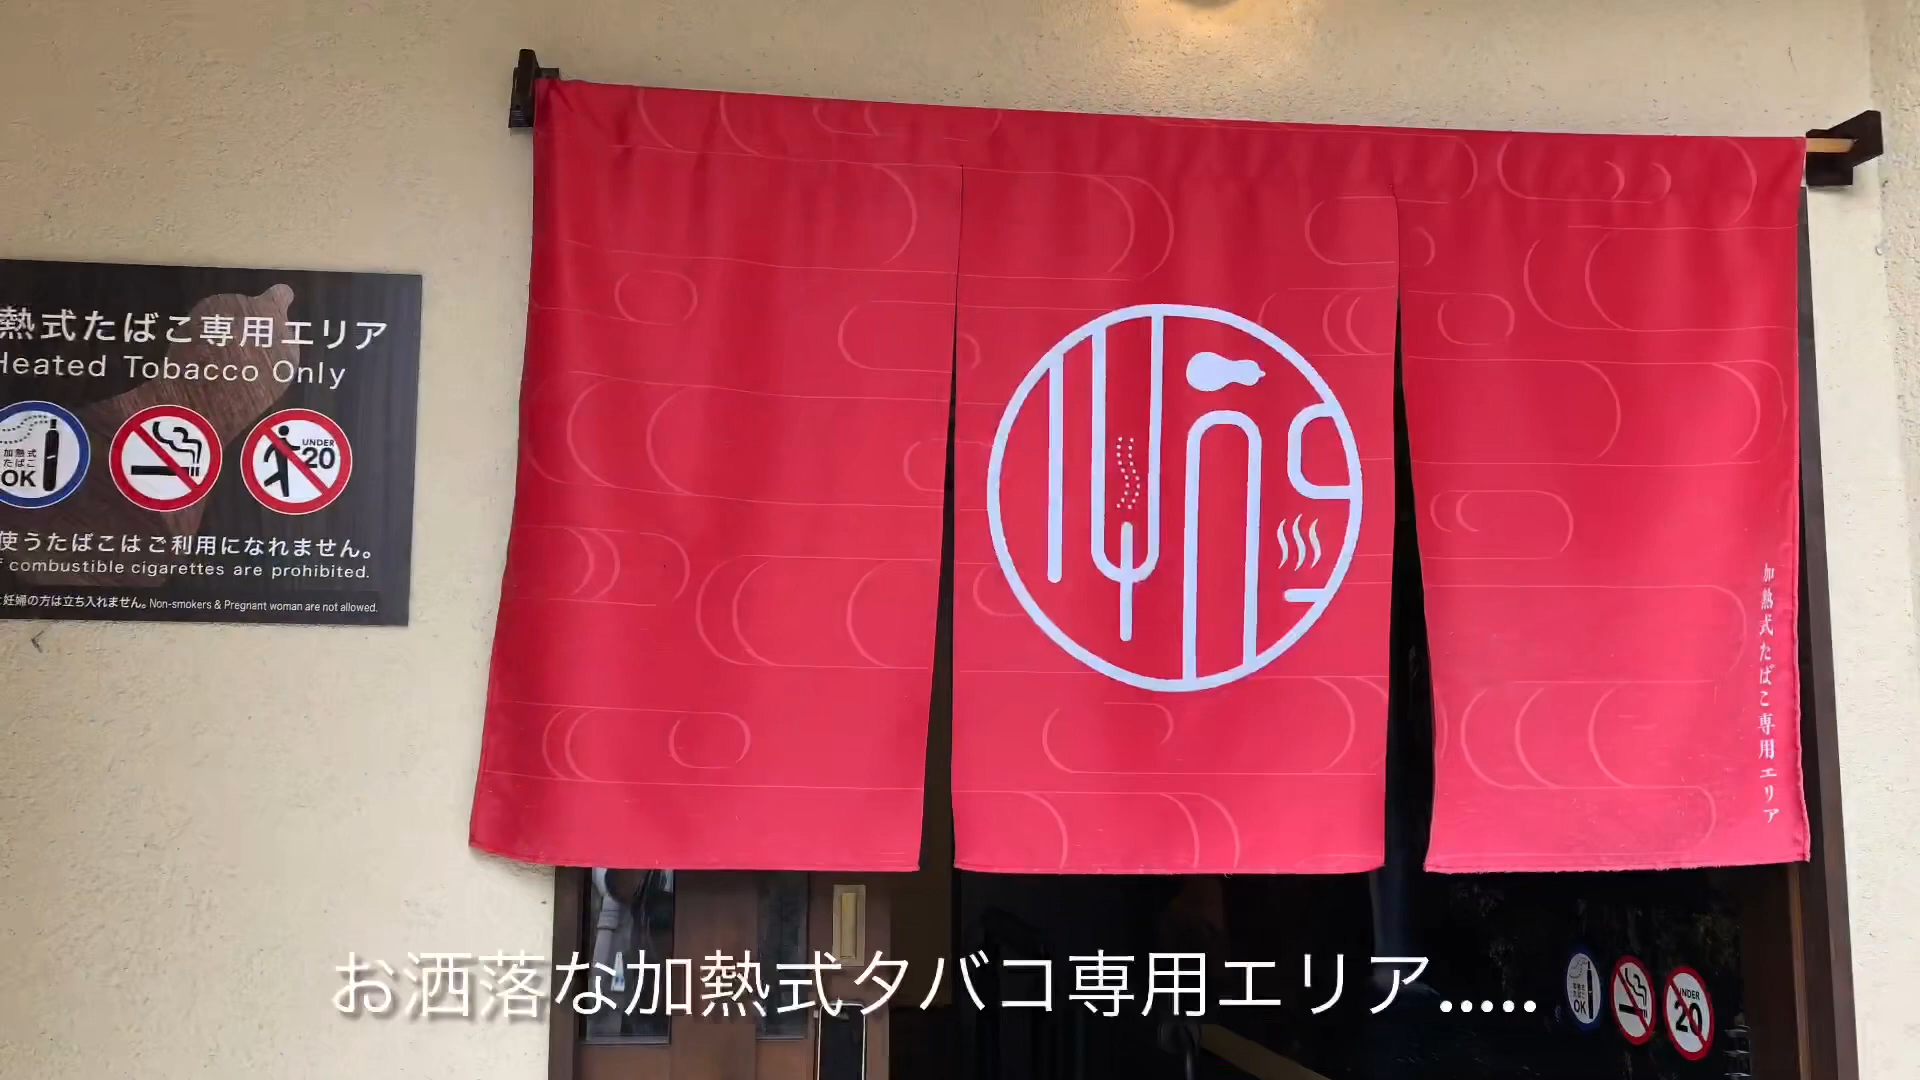 熱式たばこ専用エリア
Heated Tobacco Only
加熱式
たばこ
OK
UNDER
20
使うたばこはご利用になれません。
combustible cigarettes are prohibited.
妊婦の方は立ち入れません。Non-smokers & Pregnant woman are not allowed.
加熱式たばこ専用エリア
お洒落な加熱式タバコ専用エリア.....
OK
UNDER
20